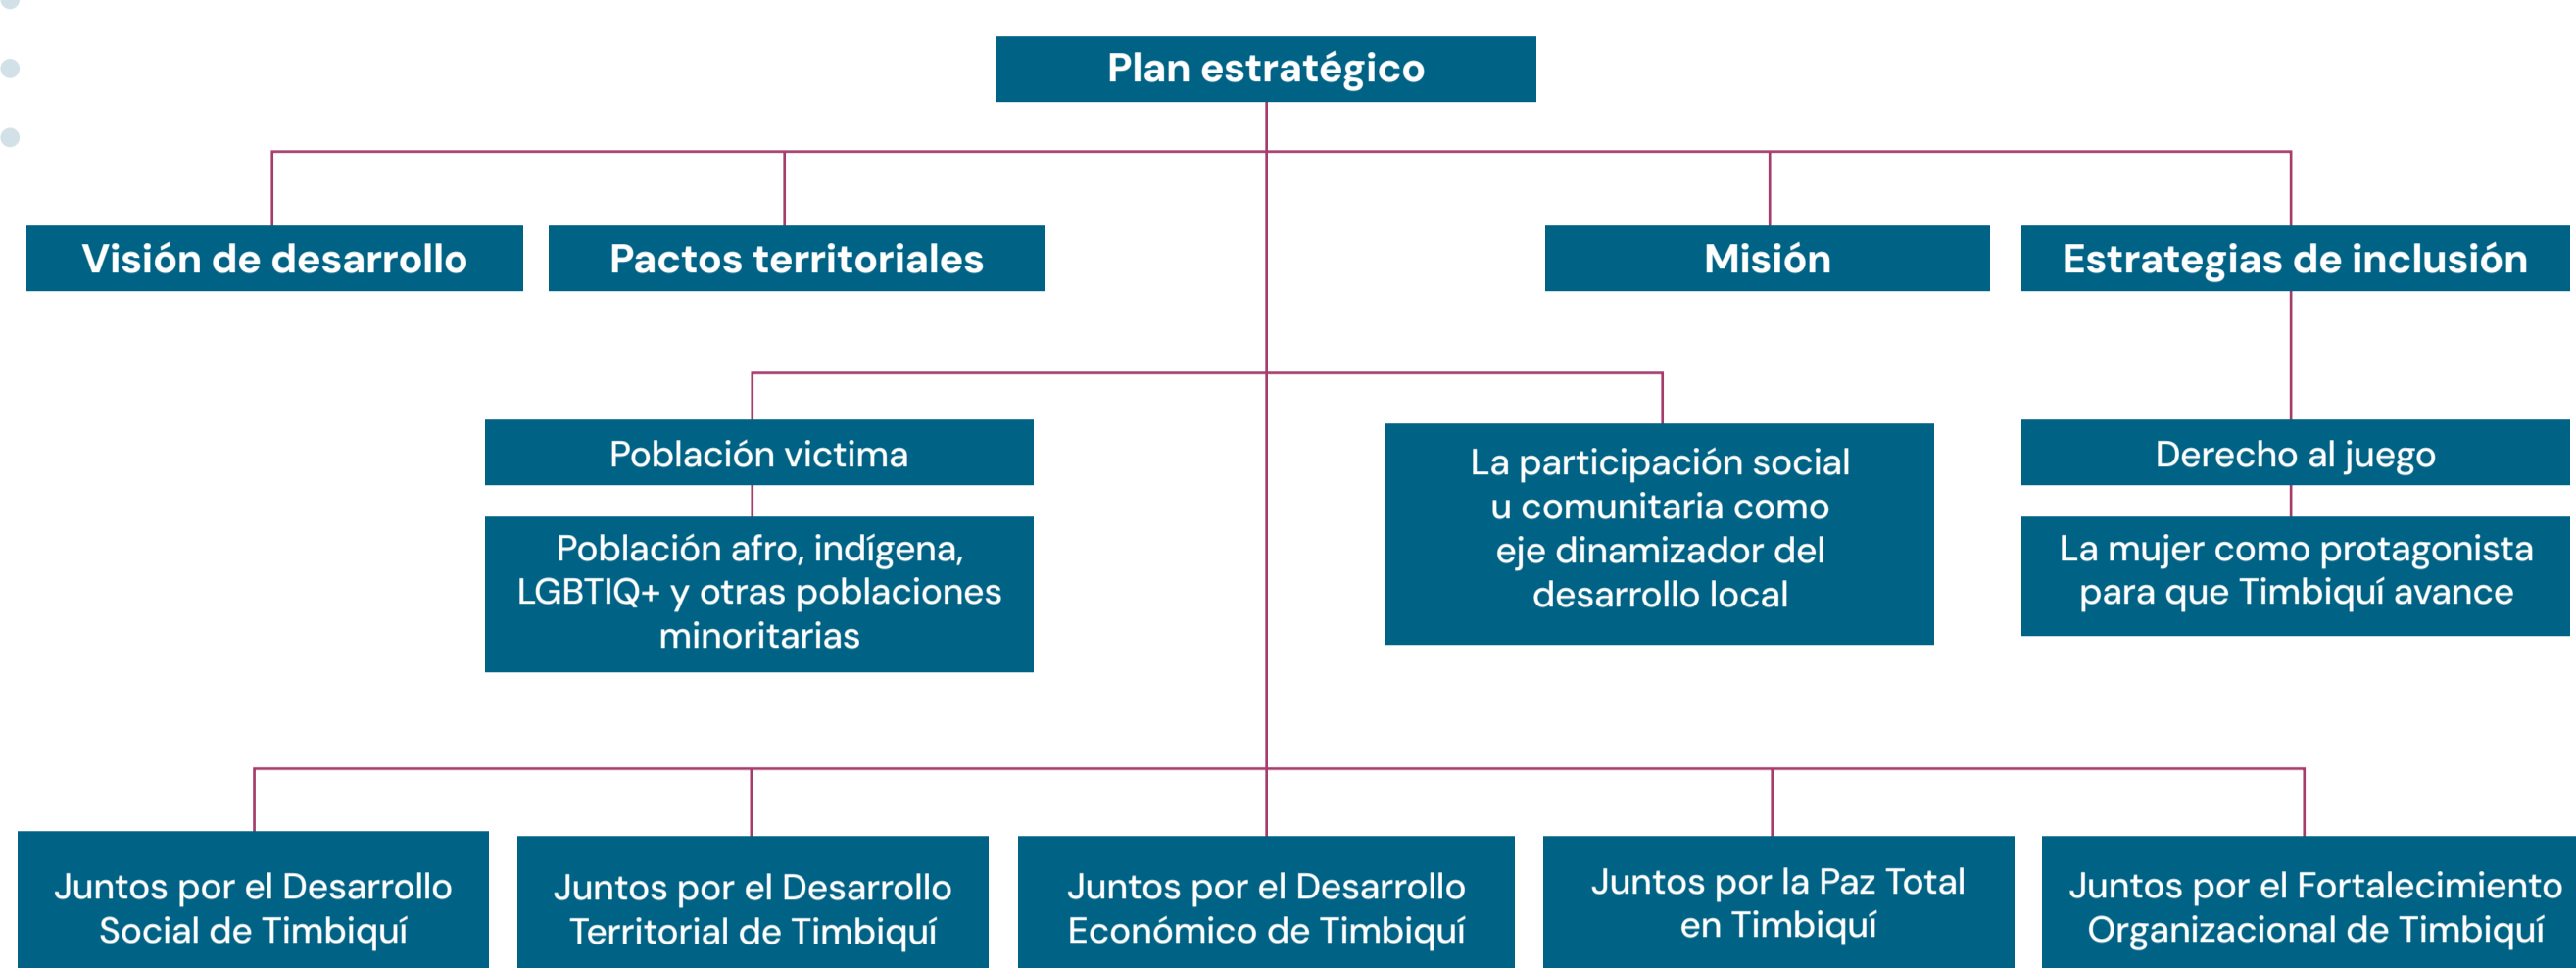 Plan estratégico
Visión de desarrollo
Pactos territoriales
Misión
Estrategias de inclusión
Población victima
Población afro, indígena,
LGBTIQ+ y otras poblaciones
minoritarias
La participación social
u comunitaria como
eje dinamizador del
desarrollo local
Derecho al juego
La mujer como protagonista
para que Timbiquí avance
Juntos por el Desarrollo
Social de Timbiquí
Juntos por el Desarrollo
Territorial de Timbiquí
Juntos por el Desarrollo
Económico de Timbiquí
Juntos por la Paz Total
en Timbiquí
Juntos por el Fortalecimiento
Organizacional de Timbiquí